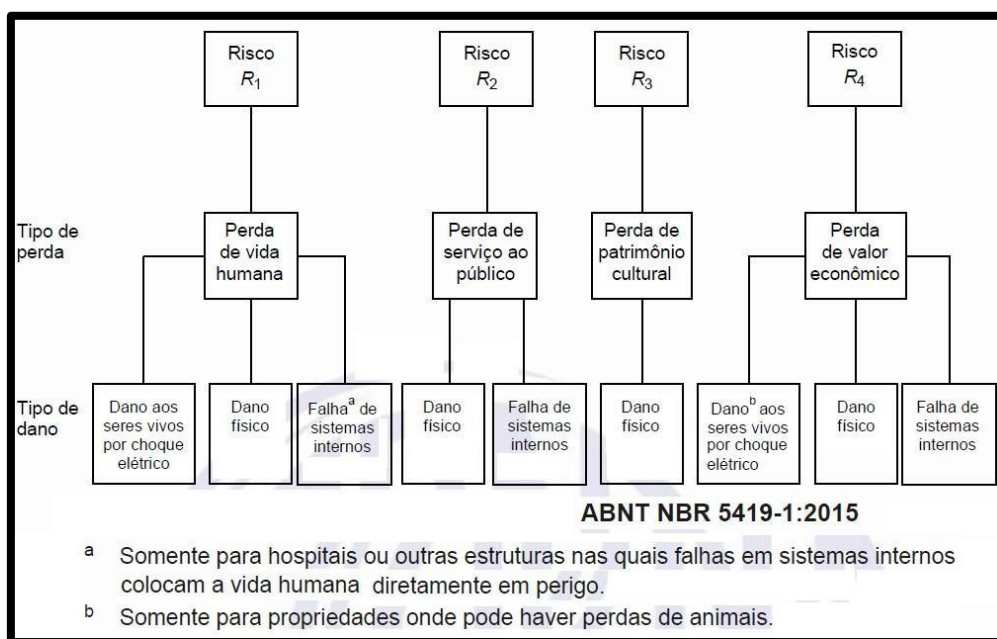 Risco
R1
Risco
R2
Risco
R3
Risco
R4
Tipo de
perda
Perda
de vida
humana
Perda de
serviço ao
público
Perda de
patrimônio
cultural
Perda
de valor
econômico
Tipo de
dano
Dano aos
seres vivos
por choque
elétrico
Dano
físico
Falhaª de
sistemas
internos
Dano
físico
Falha de
sistemas
internos
Dano
físico
Danoᵇ aos
seres vivos
por choque
elétrico
Dano
físico
Falha de
sistemas
internos
ABNT NBR 5419-1:2015
a Somente para hospitais ou outras estruturas nas quais falhas em sistemas internos
colocam a vida humana diretamente em perigo.
b Somente para propriedades onde pode haver perdas de animais.